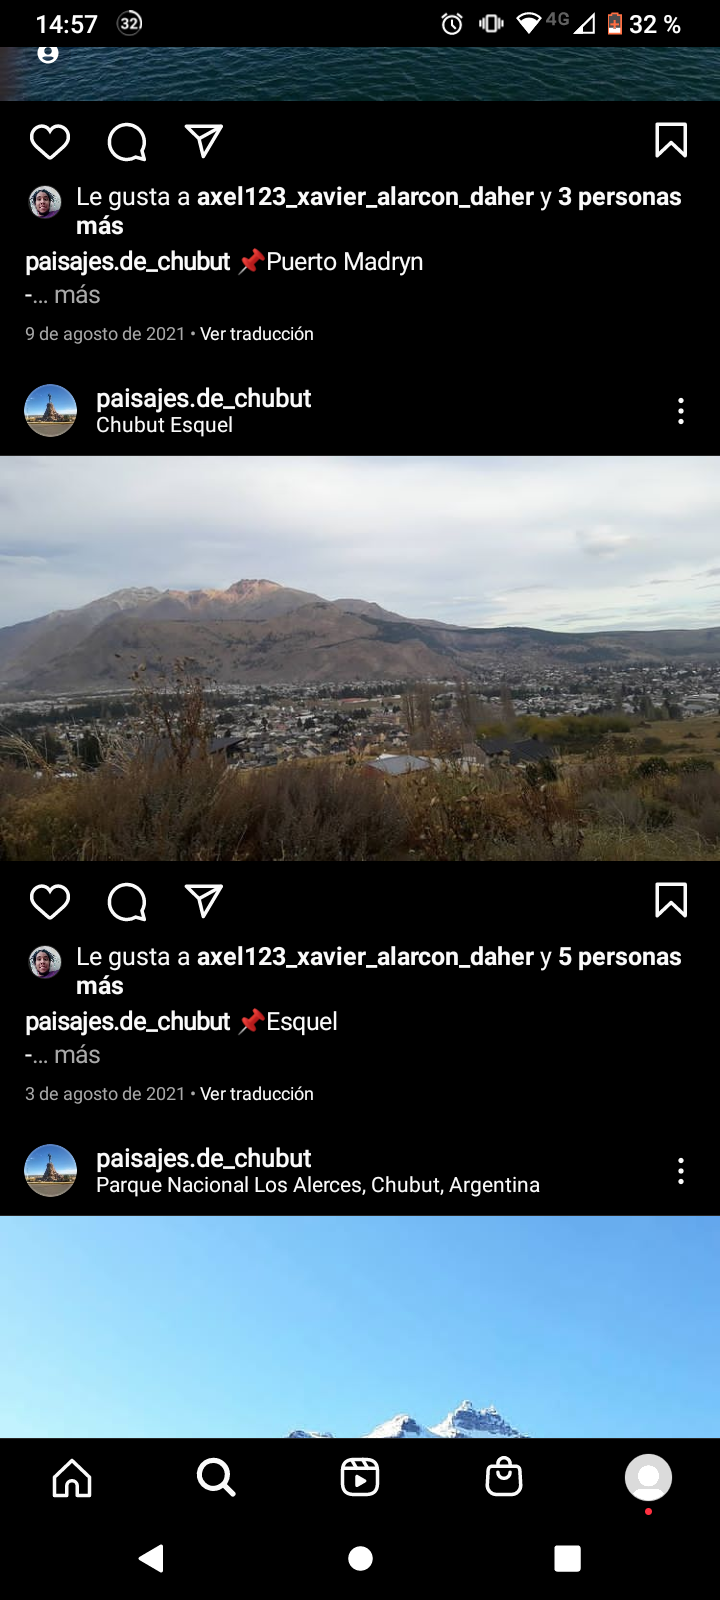 14:57
32
4G
32 %
Le gusta a axel123_xavier_alarcon_daher y 3 personas
más
paisajes.de_chubut 📌Puerto Madryn
-... más
9 de agosto de 2021 • Ver traducción
paisajes.de_chubut
Chubut Esquel
Le gusta a axel123_xavier_alarcon_daher y 5 personas
más
paisajes.de_chubut 📌Esquel
-... más
3 de agosto de 2021 • Ver traducción
paisajes.de_chubut
Parque Nacional Los Alerces, Chubut, Argentina